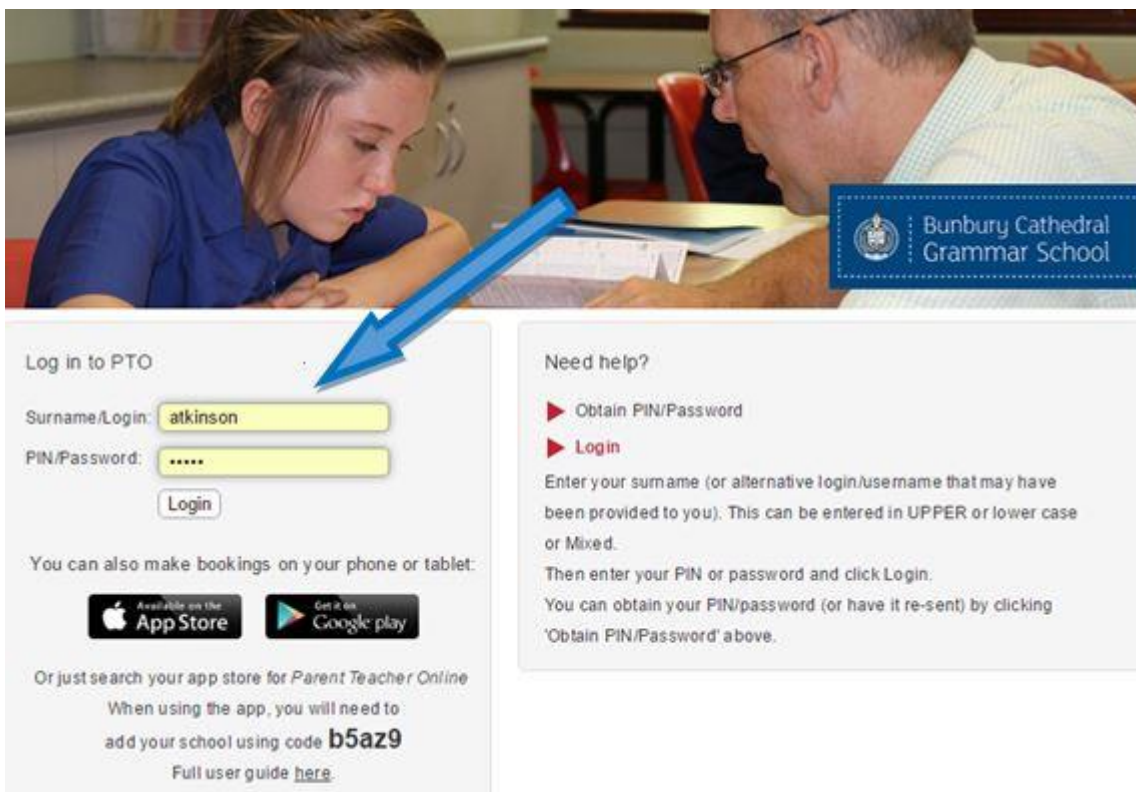 Bunbury Cathedral
Grammar School
Log in to PTO
Surname/Login: atkinson
PIN/Password: •••••
Login
You can also make bookings on your phone or tablet:
Available on the
App Store
Get it on
Google play
Or just search your app store for Parent Teacher Online
When using the app, you will need to
add your school using code b5az9
Full user guide here.
Need help?
Obtain PIN/Password
Login
Enter your surname (or alternative login/username that may have
been provided to you). This can be entered in UPPER or lower case
or Mixed.
Then enter your PIN or password and click Login.
You can obtain your PIN/password (or have it re-sent) by clicking
'Obtain PIN/Password' above.